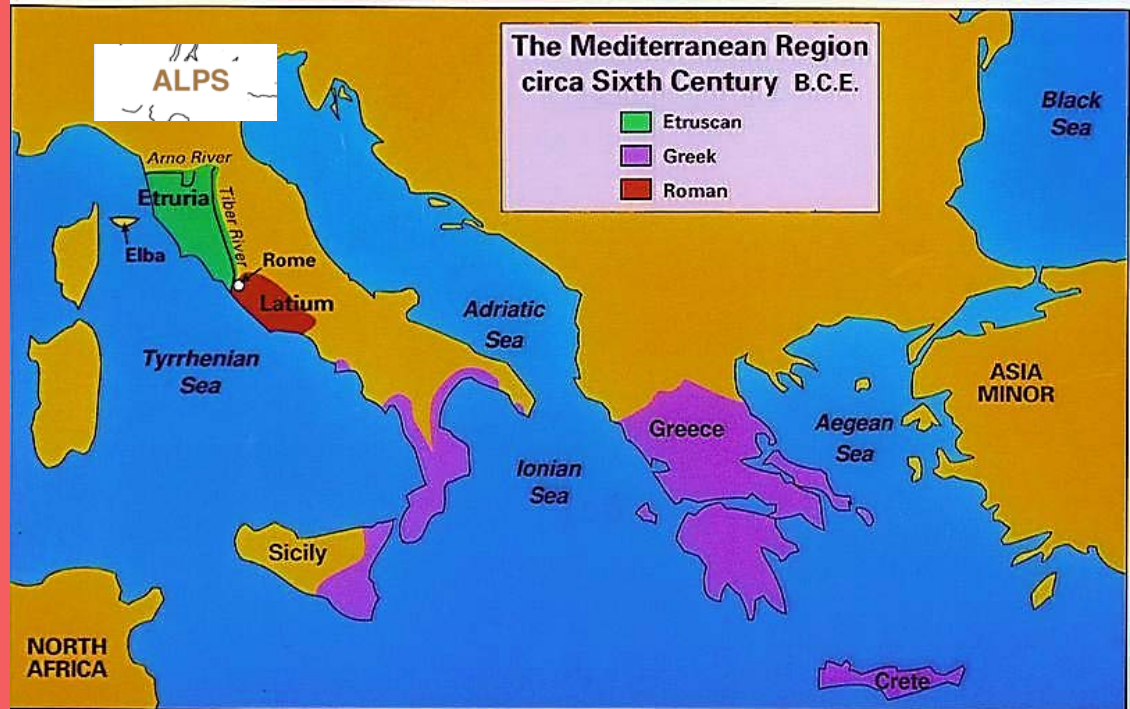 The Mediterranean Region
circa Sixth Century B.C.E.
Etruscan
Greek
Roman
ALPS
Black
Sea
Arno River
Etruria
Tiber River
Elba
Rome
Latium
Adriatic
Sea
Tyrrhenian
Sea
ASIA
MINOR
Greece
Aegean
Sea
Ionian
Sea
Sicily
NORTH
AFRICA
Crete